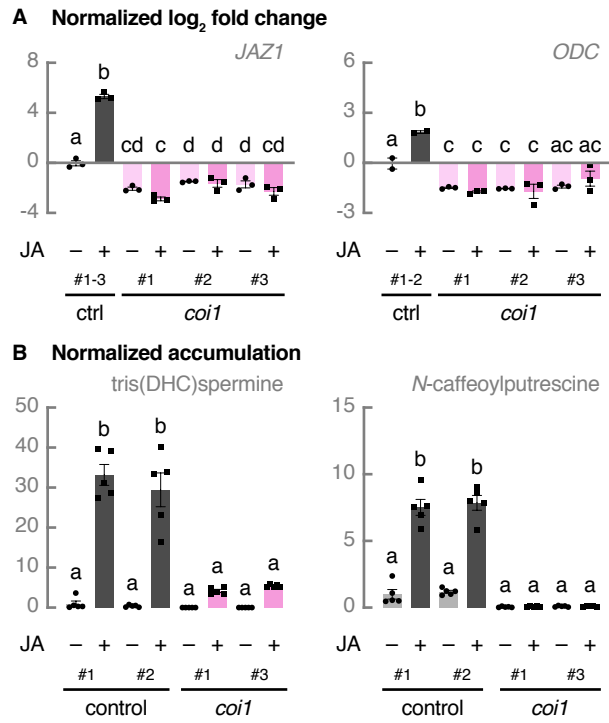 A Normalized log₂ fold change
JAZ1 ODC
8 6
b
4 3
b
a cd c d d d cd a c c c c ac ac
0 0
-4 -3
JA – + – + – + – + JA – + – + – + – +
#1-3 #1 #2 #3 #1-2 #1 #2 #3
ctrl coi1 ctrl coi1
B Normalized accumulation
tris(DHC)spermine N-caffeoylputrescine
50 15
b b
40
30 10
b b
20
5
10
a a a a a a a a a a a a
0 0
JA – + – + – + – + JA – + – + – + – +
#1 #2 #1 #3 #1 #2 #1 #3
control coi1 control coi1